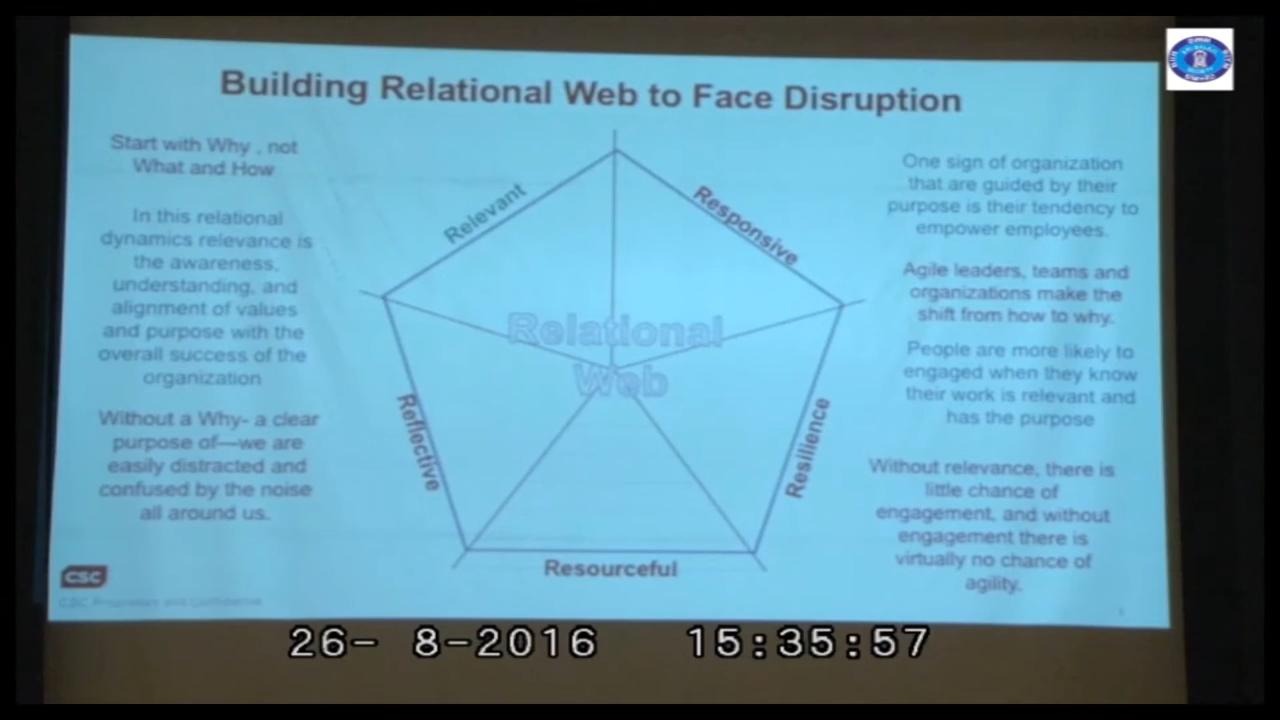 Building Relational Web to Face Disruption
Start with Why , not
What and How
In this relational
dynamics relevance is
the awareness,
understanding, and
alignment of values
and purpose with the
overall success of the
organization
Without a Why- a clear
purpose of—we are
easily distracted and
confused by the noise
all around us.
Relevant
Responsive
Relational
Web
Reflective
Resilience
Resourceful
One sign of organization
that are guided by their
purpose is their tendency to
empower employees.
Agile leaders, teams and
organizations make the
shift from how to why.
People are more likely to
engaged when they know
their work is relevant and
has the purpose
Without relevance, there is
little chance of
engagement, and without
engagement there is
virtually no chance of
agility.
CSC
CSC Proprietary and Confidential
26- 8-2016 15:35:57